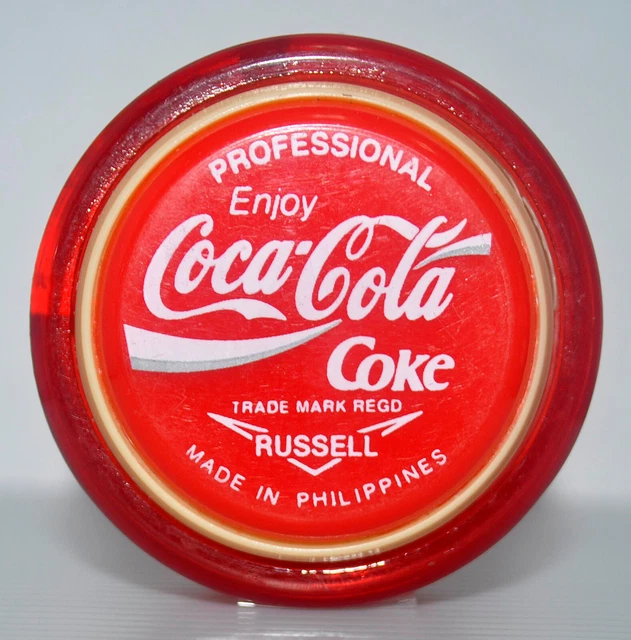 PROFESSIONAL
Enjoy
Coca-Cola
Coke
TRADE MARK REGD
RUSSELL
MADE IN PHILIPPINES